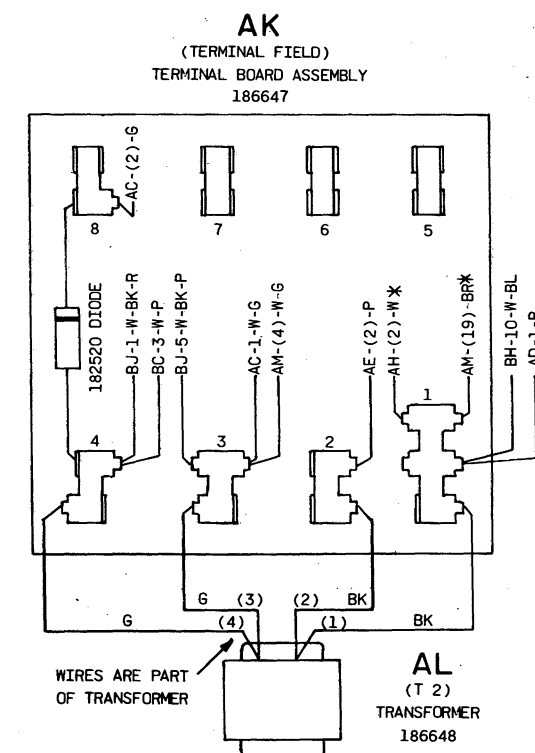 AK
(TERMINAL FIELD)
TERMINAL BOARD ASSEMBLY
186647
AC-(2)-G
8
7
6
5
182520 DIODE
BJ-1-W-BK-R
BC-3-W-P
BJ-5-W-BK-P
AC-1-W-G
AM-(4)-W-G
AE-(2)-P
AH-(2)-W*
AM-(19)-BR*
BH-10-W-BL
4
3
2
1
G
(3)
(2)
BK
G
(4)
(1)
BK
WIRES ARE PART
OF TRANSFORMER
AL
(T 2)
TRANSFORMER
186648